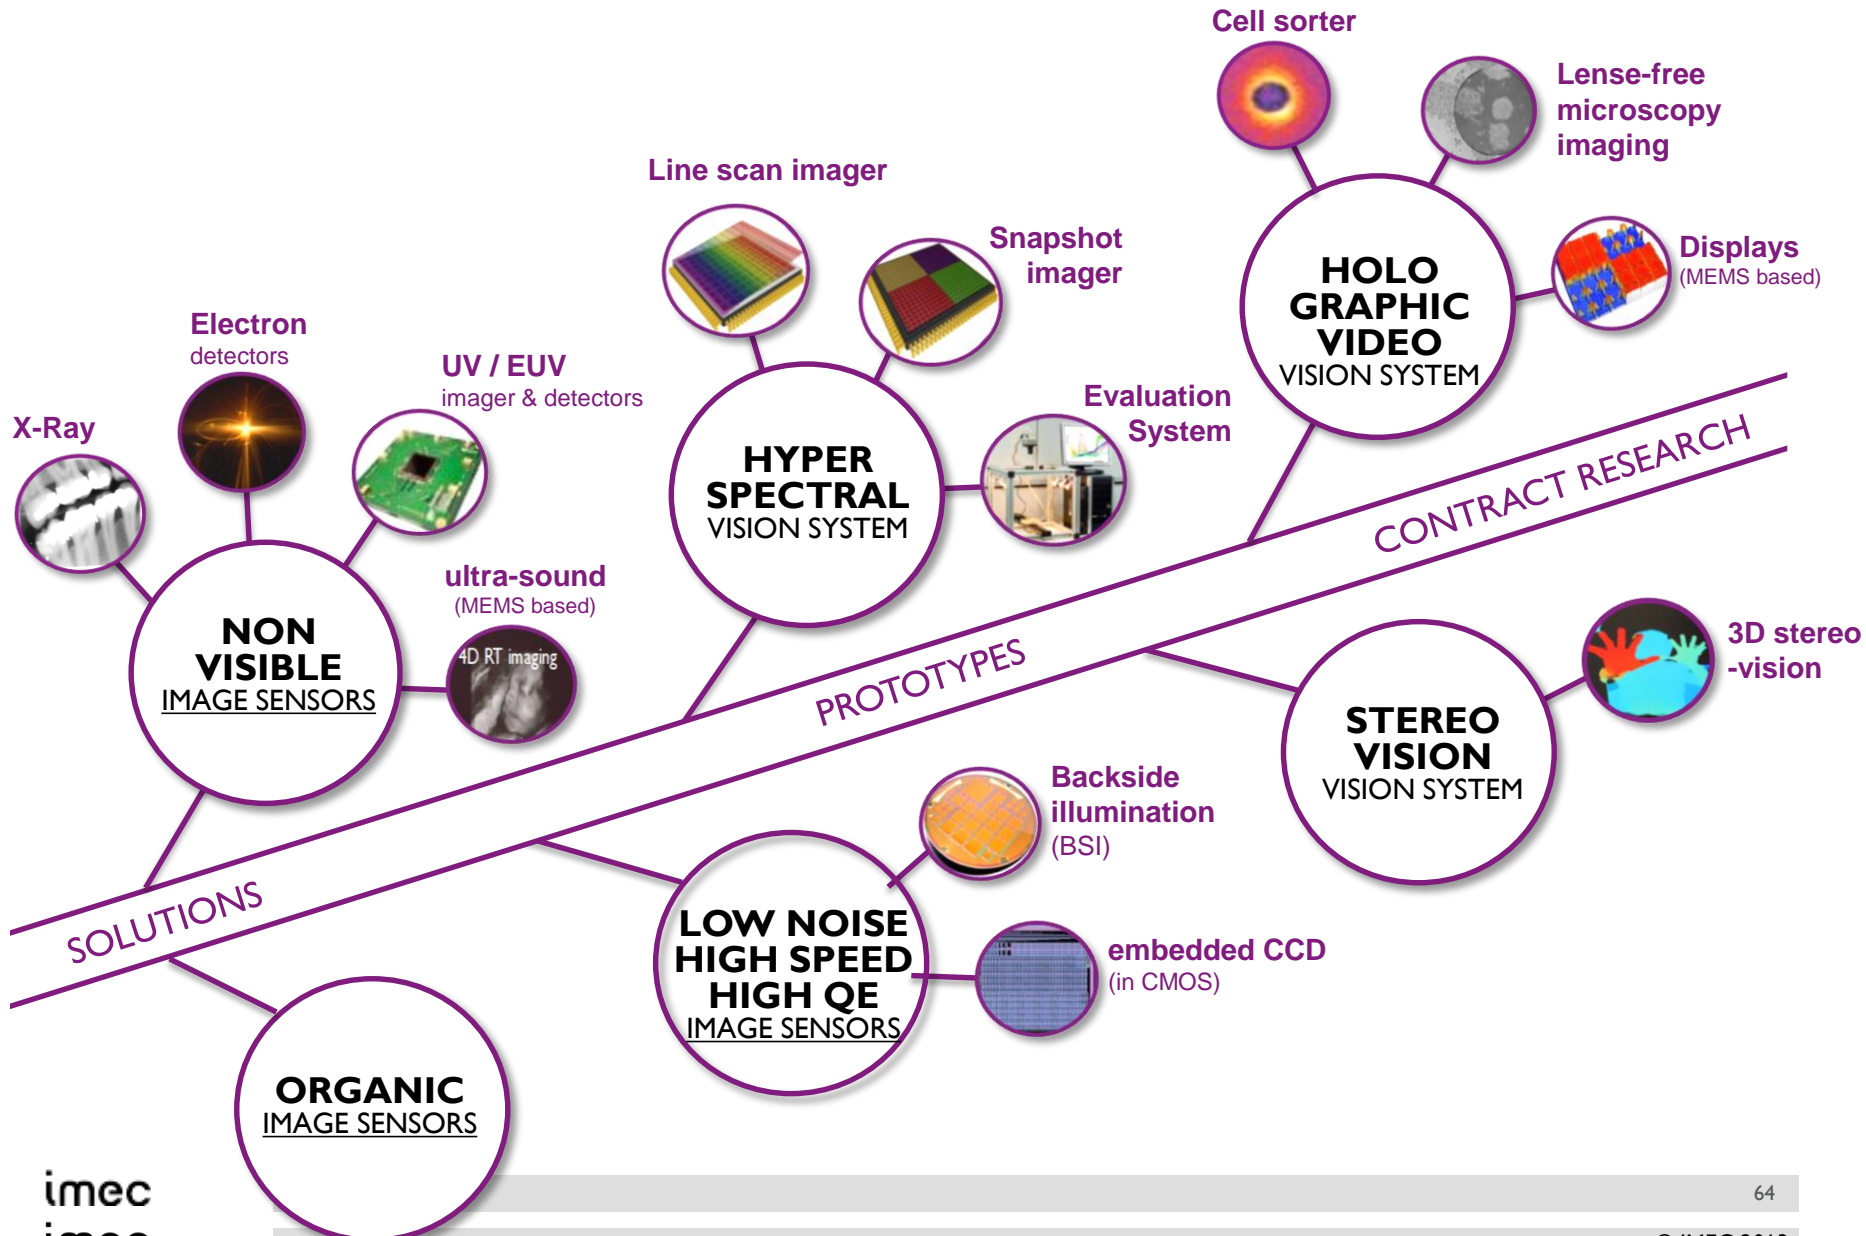 Cell sorter
Lense-free
microscopy
imaging
Line scan imager
Snapshot
imager
HOLO
GRAPHIC
VIDEO
VISION SYSTEM
Displays
(MEMS based)
Electron
detectors
UV / EUV
imager & detectors
X-Ray
HYPER
SPECTRAL
VISION SYSTEM
Evaluation
System
CONTRACT RESEARCH
ultra-sound
(MEMS based)
4D RT imaging
NON
VISIBLE
IMAGE SENSORS
PROTOTYPES
3D stereo
-vision
STEREO
VISION
VISION SYSTEM
Backside
illumination
(BSI)
SOLUTIONS
LOW NOISE
HIGH SPEED
HIGH QE
IMAGE SENSORS
embedded CCD
(in CMOS)
ORGANIC
IMAGE SENSORS
imec
64
imec